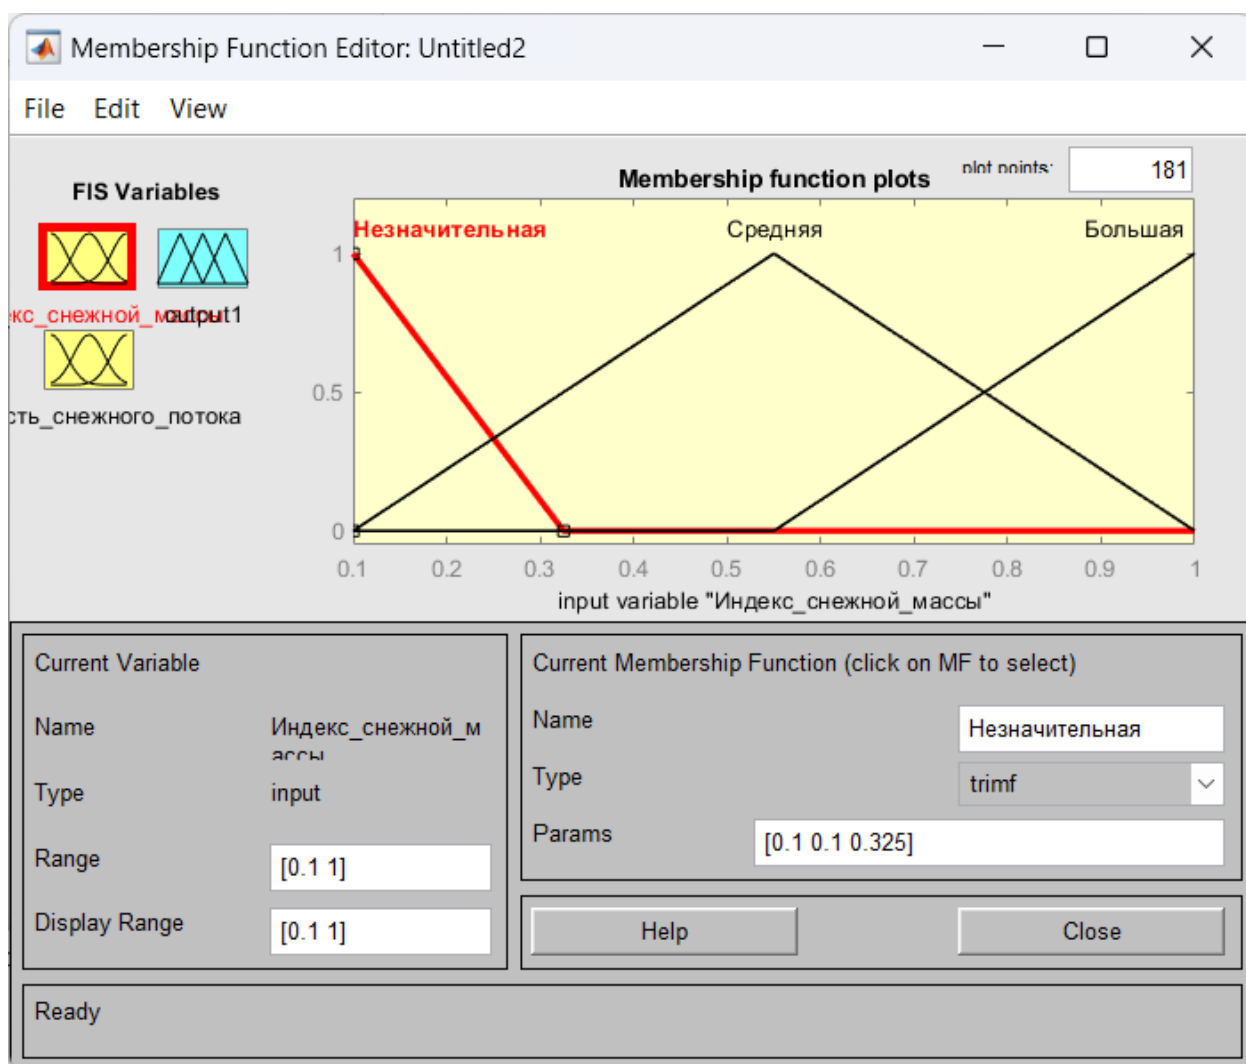 Membership Function Editor: Untitled2
File Edit View
FIS Variables
кс_снежной_массы output1
сть_снежного_потока
Membership function plots
plot points: 181
Незначительная Средняя Большая
1
0.5
0
0.1 0.2 0.3 0.4 0.5 0.6 0.7 0.8 0.9 1
input variable "Индекс_снежной_массы"
Current Variable
Name Индекс_снежной_м
ассы
Type input
Range [0.1 1]
Display Range [0.1 1]
Current Membership Function (click on MF to select)
Name Незначительная
Type trimf
Params [0.1 0.1 0.325]
Help Close
Ready